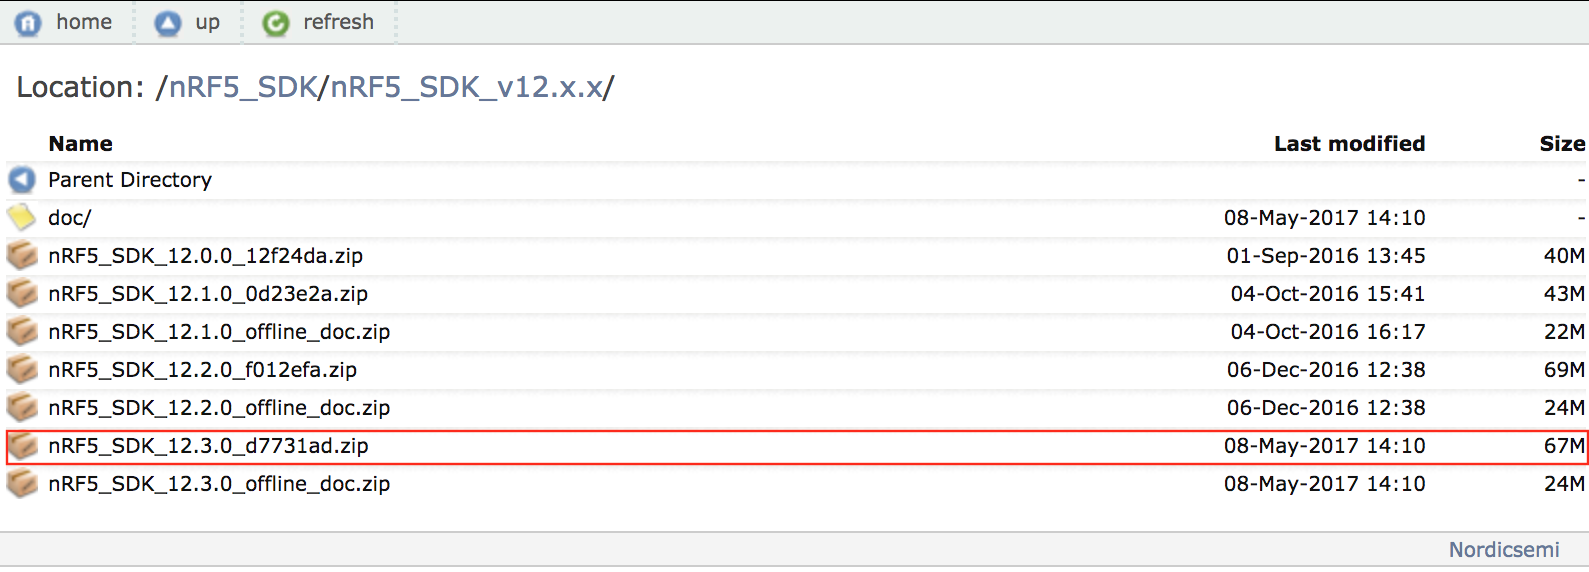 home up refresh
Location: /nRF5_SDK/nRF5_SDK_v12.x.x/
Name Last modified Size
Parent Directory -
doc/ 08-May-2017 14:10 -
nRF5_SDK_12.0.0_12f24da.zip 01-Sep-2016 13:45 40M
nRF5_SDK_12.1.0_0d23e2a.zip 04-Oct-2016 15:41 43M
nRF5_SDK_12.1.0_offline_doc.zip 04-Oct-2016 16:17 22M
nRF5_SDK_12.2.0_f012efa.zip 06-Dec-2016 12:38 69M
nRF5_SDK_12.2.0_offline_doc.zip 06-Dec-2016 12:38 24M
nRF5_SDK_12.3.0_d7731ad.zip 08-May-2017 14:10 67M
nRF5_SDK_12.3.0_offline_doc.zip 08-May-2017 14:10 24M
Nordicsemi